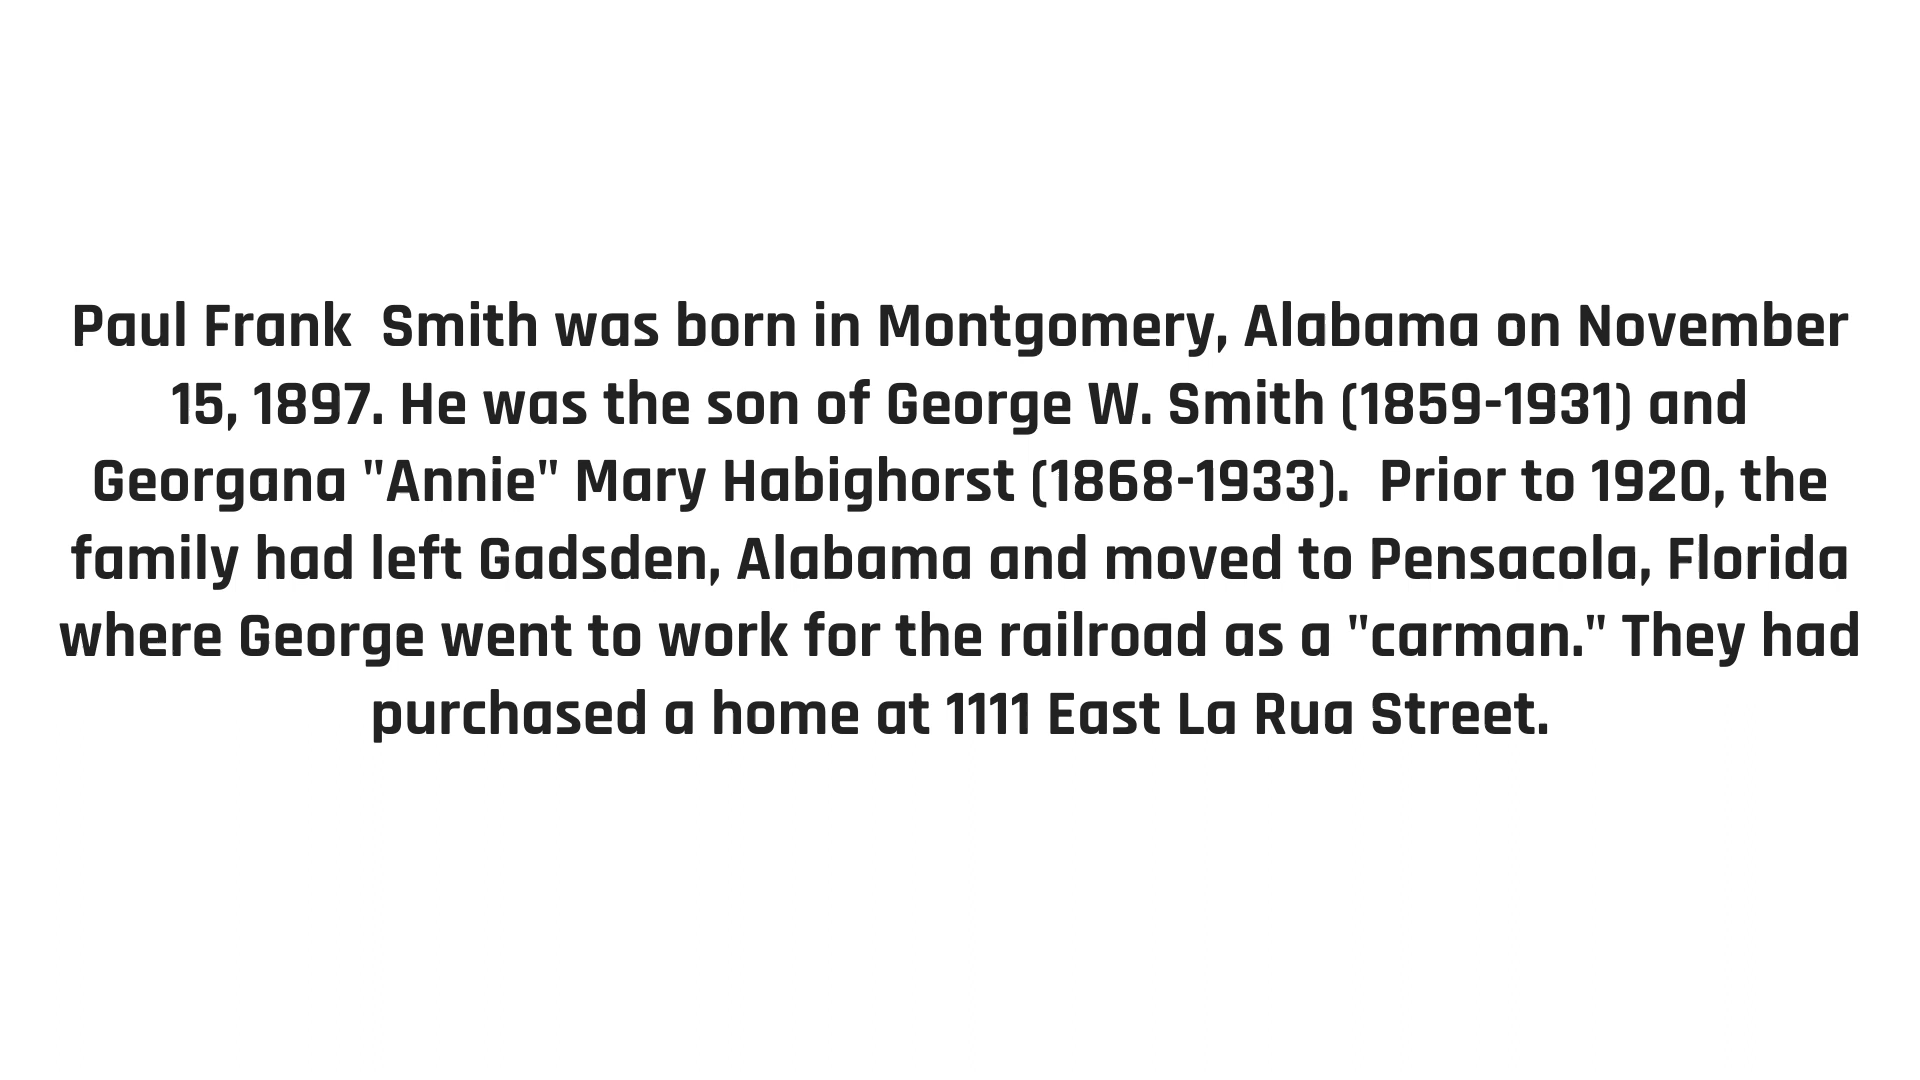 Paul Frank  Smith was born in Montgomery, Alabama on November
15, 1897. He was the son of George W. Smith (1859-1931) and
Georgana "Annie" Mary Habighorst (1868-1933).  Prior to 1920, the
family had left Gadsden, Alabama and moved to Pensacola, Florida
where George went to work for the railroad as a "carman." They had
purchased a home at 1111 East La Rua Street.